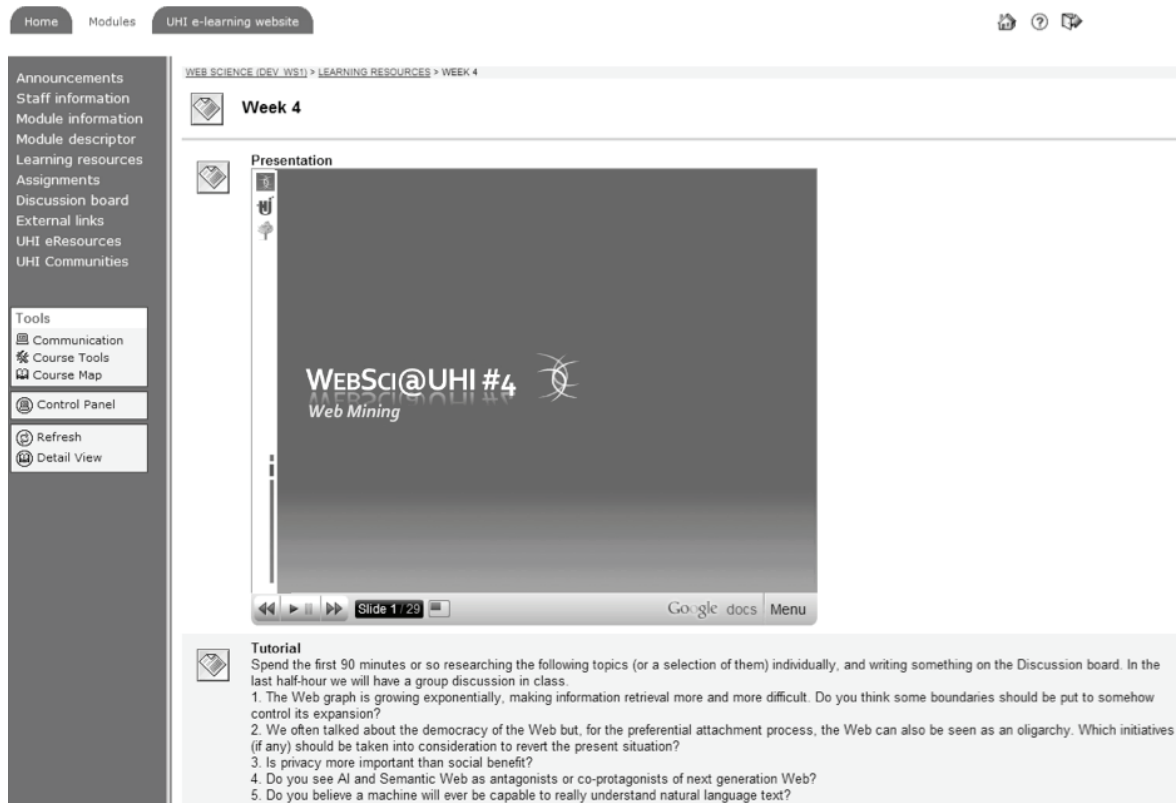 Home Modules UHI e-learning website
Announcements
Staff information
Module information
Module descriptor
Learning resources
Assignments
Discussion board
External links
UHI eResources
UHI Communities
Tools
Communication
Course Tools
Course Map
Control Panel
Refresh
Detail View
WEB SCIENCE (DEV_WS1) > LEARNING RESOURCES > WEEK 4
Week 4
Presentation
WEBSCI@UHI #4
Web Mining
Slide 1 / 29
Google docs Menu
Tutorial
Spend the first 90 minutes or so researching the following topics (or a selection of them) individually, and writing something on the Discussion board. In the
last half-hour we will have a group discussion in class.
1. The Web graph is growing exponentially, making information retrieval more and more difficult. Do you think some boundaries should be put to somehow
control its expansion?
2. We often talked about the democracy of the Web but, for the preferential attachment process, the Web can also be seen as an oligarchy. Which initiatives
(if any) should be taken into consideration to revert the present situation?
3. Is privacy more important than social benefit?
4. Do you see AI and Semantic Web as antagonists or co-protagonists of next generation Web?
5. Do you believe a machine will ever be capable to really understand natural language text?